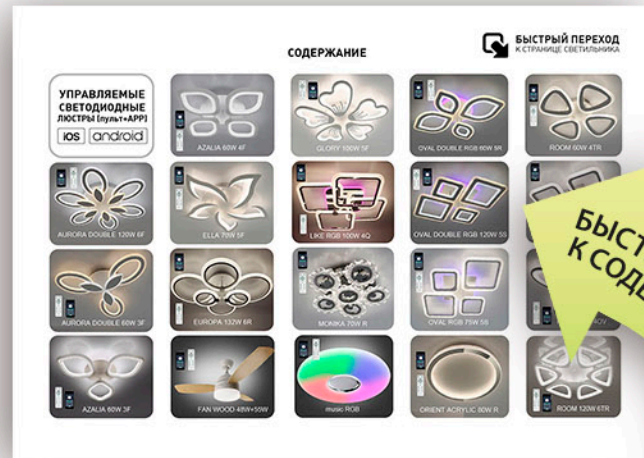 БЫСТРЫЙ ПЕРЕХОД
К СТРАНИЦЕ СВЕТИЛЬНИКА
СОДЕРЖАНИЕ
УПРАВЛЯЕМЫЕ
СВЕТОДИОДНЫЕ
ЛЮСТРЫ (пульт+APP)
iOS android
AZALIA 60W 4F
GLORY 100W 5F
OVAL DOUBLE RGB 60W 5R
ROOM 60W 4TR
AURORA DOUBLE 120W 6F
ELLA 75W 5F
LIKE RGB 100W 4Q
OVAL DOUBLE RGB 120W 5S
AURORA DOUBLE 60W 3F
EUROPA 132W 6R
MONIKA 70W R
OVAL RGB 75W 5S
AZALIA 60W 3F
FAN WOOD 48W+55W
music RGB
ORIENT ACRYLIC 80W R
ROOM 120W 6TR
БЫСТ
К СОДЕ